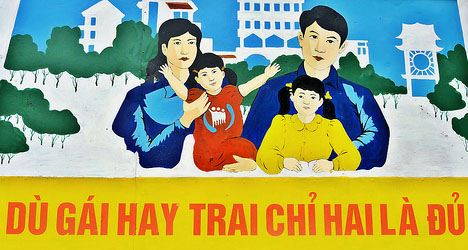 DÙ GÁI HAY TRAI CHỈ HAI LÀ ĐỦ